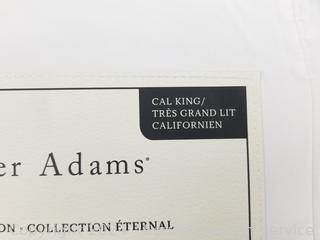 CAL KING/
TRÈS GRAND LIT
CALIFORNIEN
er Adams®
ON · COLLECTION ÉTERNAL